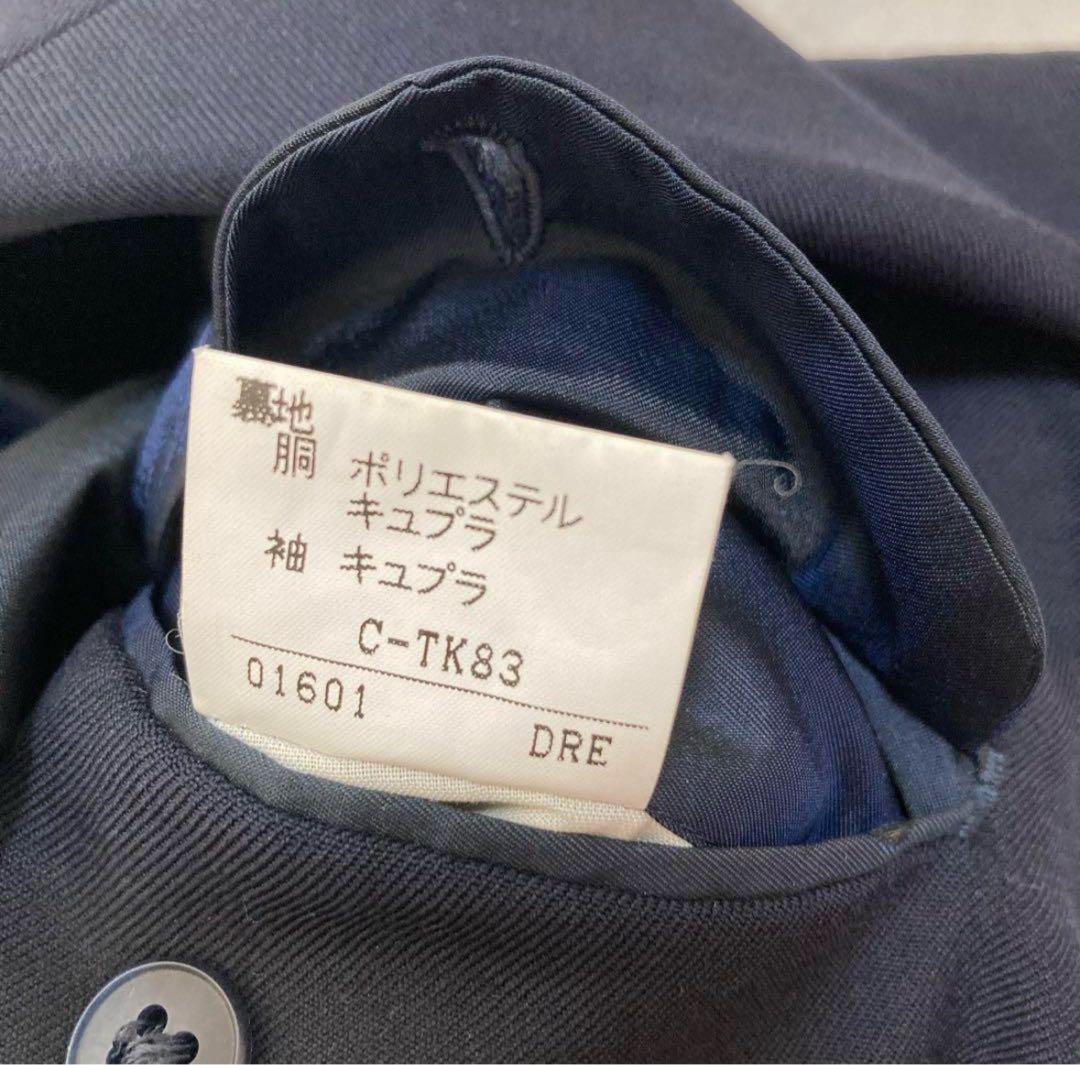 裏地
胴 ポリエステル
キュプラ
袖 キュプラ
C-TK83
01601
DRE